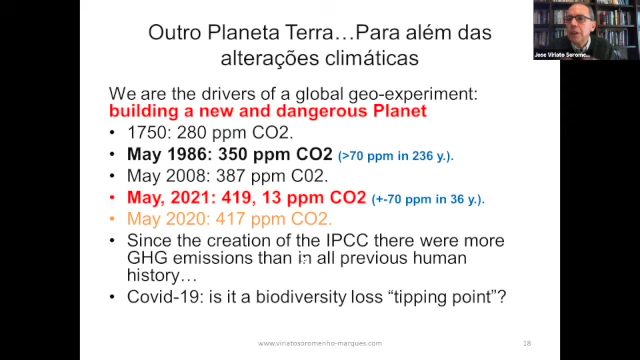 Outro Planeta Terra…Para além das
alterações climáticas
We are the drivers of a global geo-experiment:
building a new and dangerous Planet
• 1750: 280 ppm CO2.
• May 1986: 350 ppm CO2 (>70 ppm in 236 y.).
• May 2008: 387 ppm C02.
• May, 2021: 419, 13 ppm CO2 (+-70 ppm in 36 y.).
• May 2020: 417 ppm CO2.
• Since the creation of the IPCC there were more
GHG emissions than in all previous human
history…
• Covid-19: is it a biodiversity loss “tipping point”?
www.viriatosoromenho-marques.com
18
Jose Viriato Sorome...